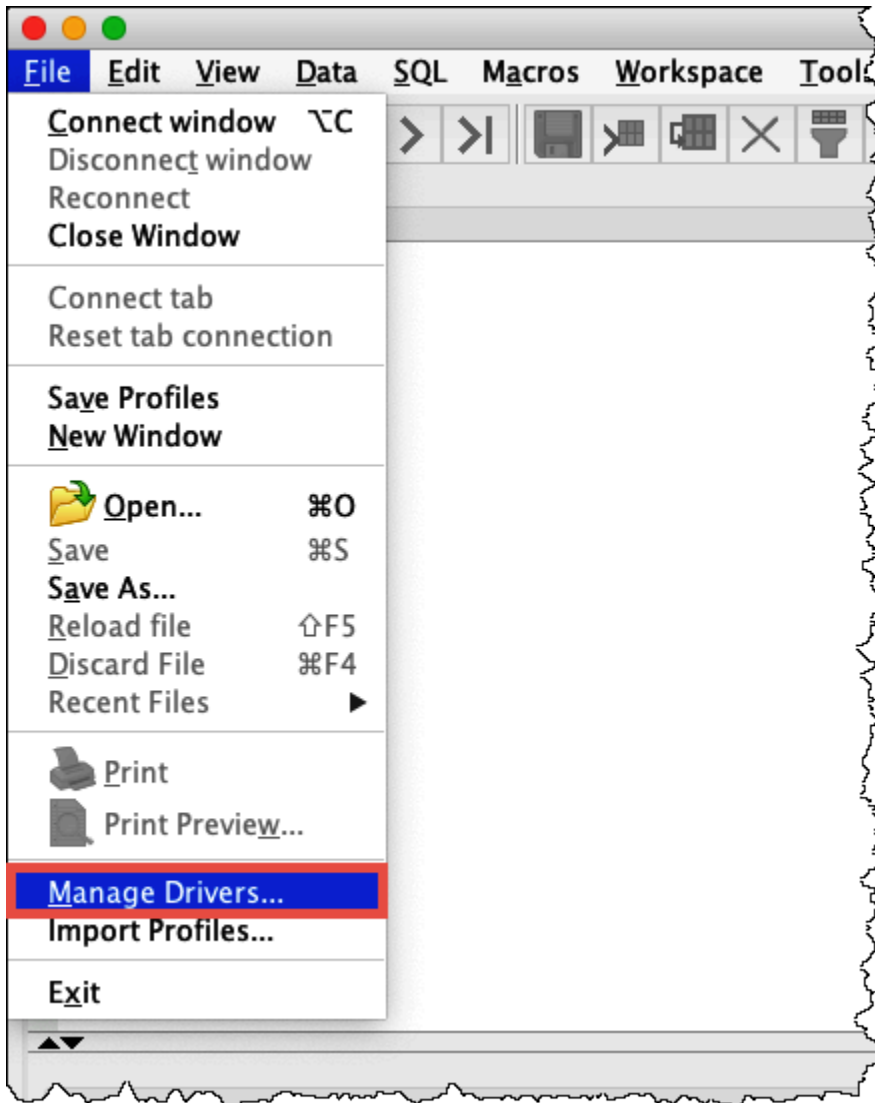 File Edit View Data SQL Macros Workspace Tools
Connect window ⌥C
Disconnect window
Reconnect
Close Window
Connect tab
Reset tab connection
Save Profiles
New Window
Open... ⌘O
Save ⌘S
Save As...
Reload file ⇧F5
Discard File ⌘F4
Recent Files ▶
Print
Print Preview...
Manage Drivers...
Import Profiles...
Exit